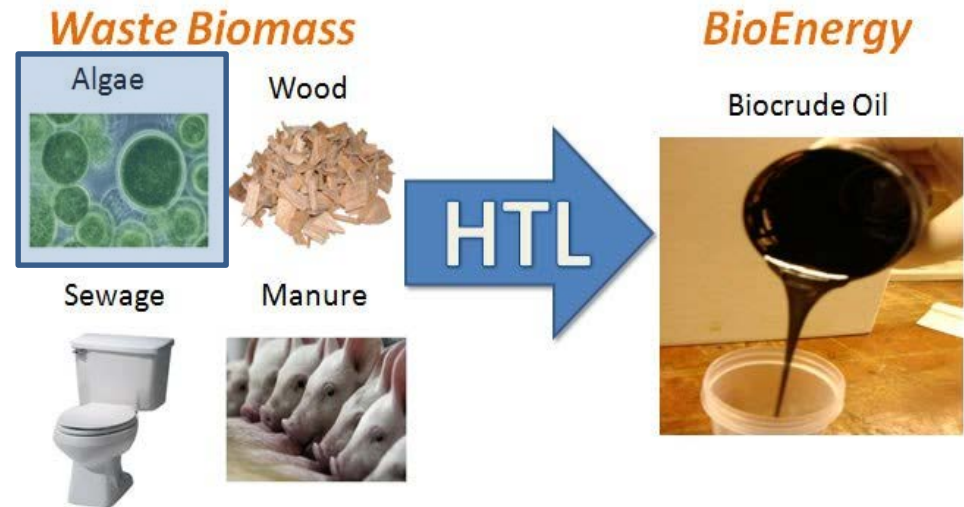 Waste Biomass
BioEnergy
Algae
Wood
Biocrude Oil
HTL
Sewage
Manure